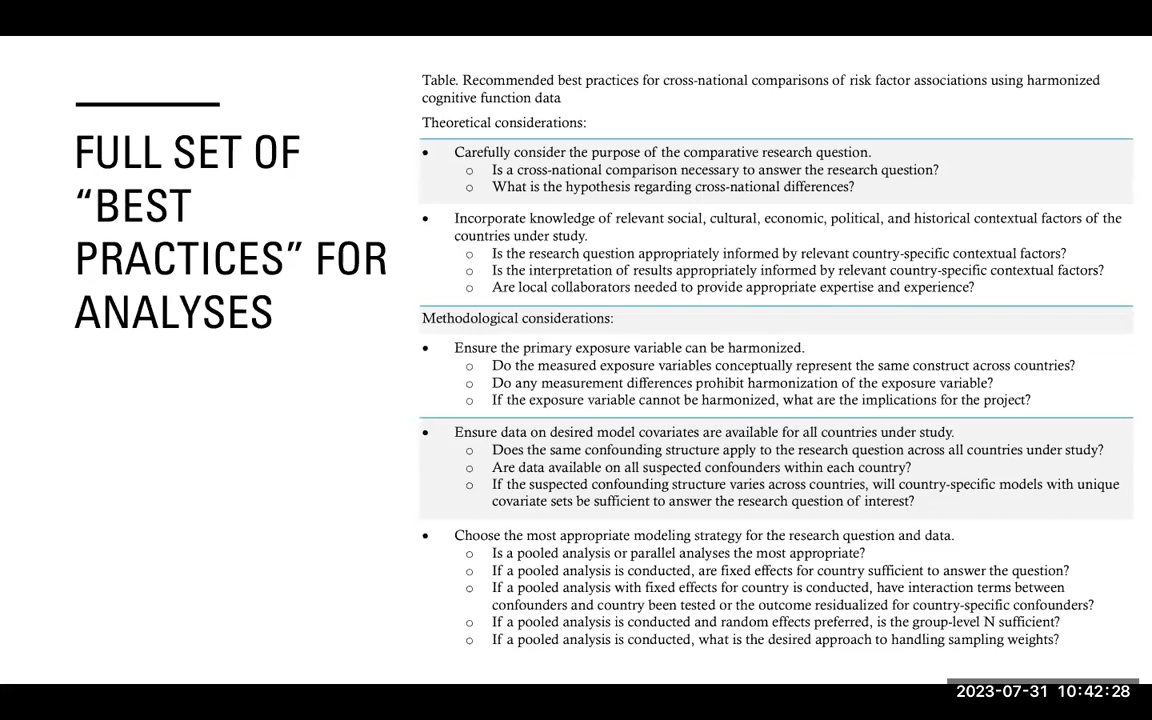 FULL SET OF
“BEST
PRACTICES” FOR
ANALYSES
Table. Recommended best practices for cross-national comparisons of risk factor associations using harmonized
cognitive function data
Theoretical considerations:
• Carefully consider the purpose of the comparative research question.
o Is a cross-national comparison necessary to answer the research question?
o What is the hypothesis regarding cross-national differences?
• Incorporate knowledge of relevant social, cultural, economic, political, and historical contextual factors of the
countries under study.
o Is the research question appropriately informed by relevant country-specific contextual factors?
o Is the interpretation of results appropriately informed by relevant country-specific contextual factors?
o Are local collaborators needed to provide appropriate expertise and experience?
Methodological considerations:
• Ensure the primary exposure variable can be harmonized.
o Do the measured exposure variables conceptually represent the same construct across countries?
o Do any measurement differences prohibit harmonization of the exposure variable?
o If the exposure variable cannot be harmonized, what are the implications for the project?
• Ensure data on desired model covariates are available for all countries under study.
o Does the same confounding structure apply to the research question across all countries under study?
o Are data available on all suspected confounders within each country?
o If the suspected confounding structure varies across countries, will country-specific models with unique
covariate sets be sufficient to answer the research question of interest?
• Choose the most appropriate modeling strategy for the research question and data.
o Is a pooled analysis or parallel analyses the most appropriate?
o If a pooled analysis is conducted, are fixed effects for country sufficient to answer the question?
o If a pooled analysis with fixed effects for country is conducted, have interaction terms between
confounders and country been tested or the outcome residualized for country-specific confounders?
o If a pooled analysis is conducted and random effects preferred, is the group-level N sufficient?
o If a pooled analysis is conducted, what is the desired approach to handling sampling weights?
2023-07-31 10:42:28